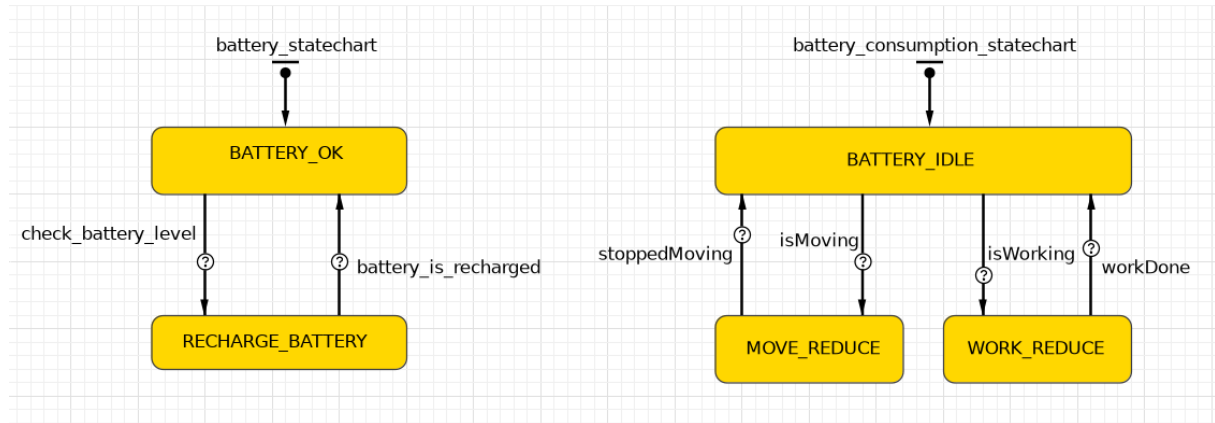 battery_statechart
BATTERY_OK
check_battery_level
?
?
battery_is_recharged
RECHARGE_BATTERY
battery_consumption_statechart
BATTERY_IDLE
stoppedMoving
?
isMoving
?
isWorking
?
?
workDone
MOVE_REDUCE
WORK_REDUCE